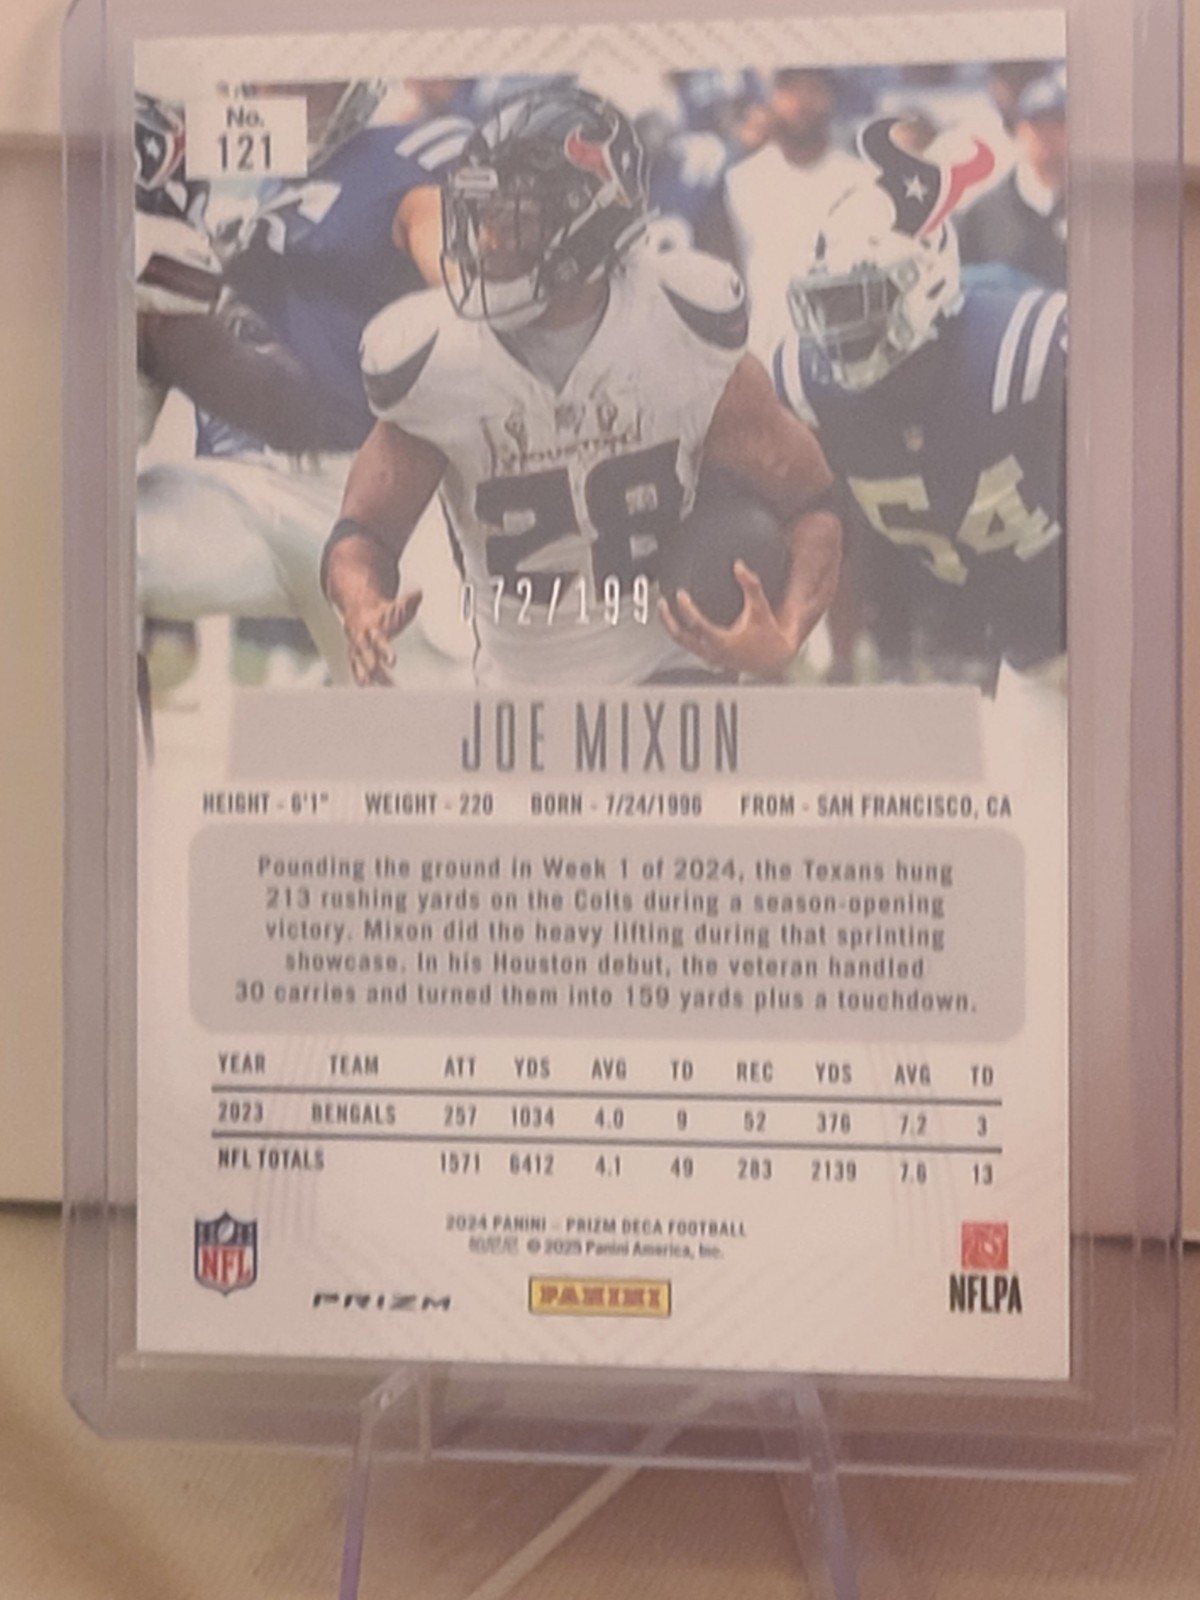 No.
121
HOUSTON
28
54
072/199
JOE MIXON
HEIGHT - 6'1" WEIGHT - 220 BORN - 7/24/1996 FROM - SAN FRANCISCO, CA
Pounding the ground in Week 1 of 2024, the Texans hung
213 rushing yards on the Colts during a season-opening
victory. Mixon did the heavy lifting during that sprinting
showcase. In his Houston debut, the veteran handled
30 carries and turned them into 159 yards plus a touchdown.
YEAR TEAM ATT YDS AVG TD REC YDS AVG TD
2023 BENGALS 257 1034 4.0 9 52 376 7.2 3
NFL TOTALS 1571 6412 4.1 49 283 2139 7.6 13
2024 PANINI – PRIZM DECA FOOTBALL
© 2025 Panini America, Inc.
NFL
PRIZM
PANINI
NFLPA